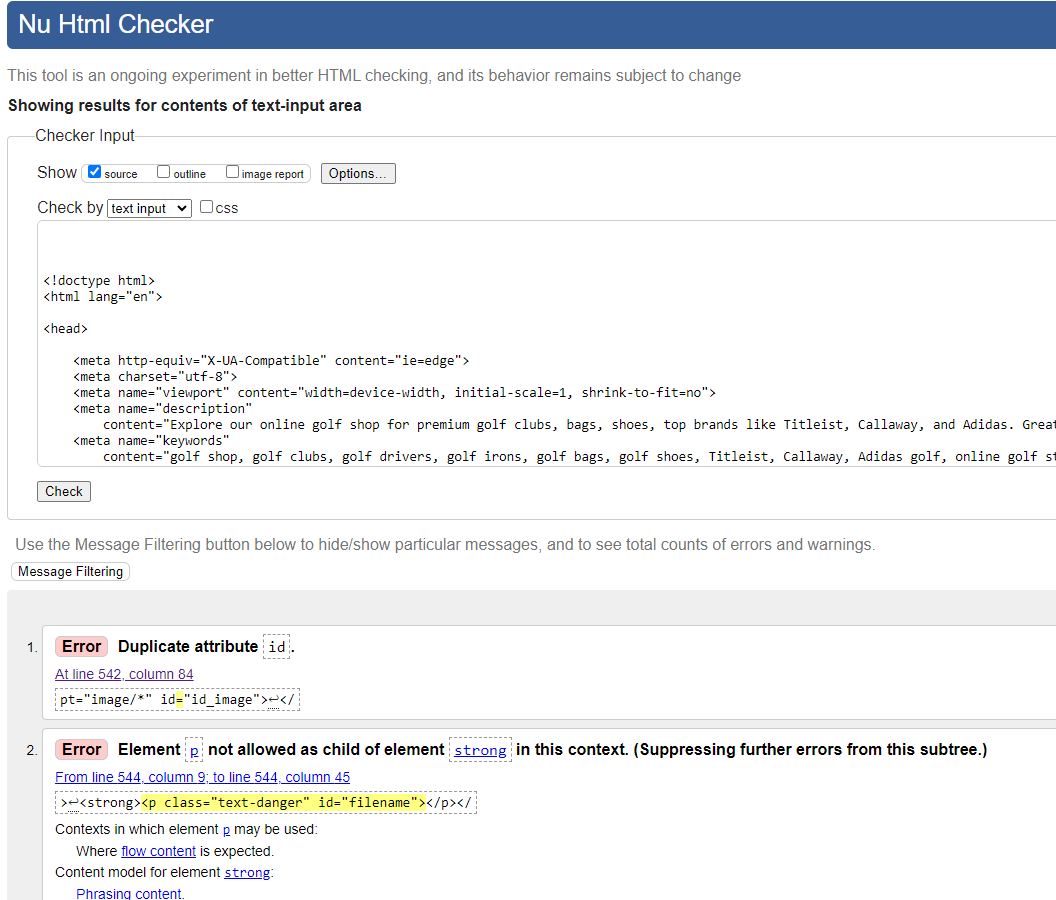 Nu Html Checker
This tool is an ongoing experiment in better HTML checking, and its behavior remains subject to change
Showing results for contents of text-input area
Checker Input
Show source outline image report Options...
Check by text input css
<!doctype html>
<html lang="en">
<head>
<meta http-equiv="X-UA-Compatible" content="ie=edge">
<meta charset="utf-8">
<meta name="viewport" content="width=device-width, initial-scale=1, shrink-to-fit=no">
<meta name="description"
content="Explore our online golf shop for premium golf clubs, bags, shoes, top brands like Titleist, Callaway, and Adidas. Great
<meta name="keywords"
content="golf shop, golf clubs, golf drivers, golf irons, golf bags, golf shoes, Titleist, Callaway, Adidas golf, online golf st
Check
Use the Message Filtering button below to hide/show particular messages, and to see total counts of errors and warnings.
Message Filtering
1. Error Duplicate attribute id.
At line 542, column 84
pt="image/*" id="id_image">↩</
2. Error Element p not allowed as child of element strong in this context. (Suppressing further errors from this subtree.)
From line 544, column 9; to line 544, column 45
>↩<strong><p class="text-danger" id="filename"></p></
Contexts in which element p may be used:
Where flow content is expected.
Content model for element strong:
Phrasing content.